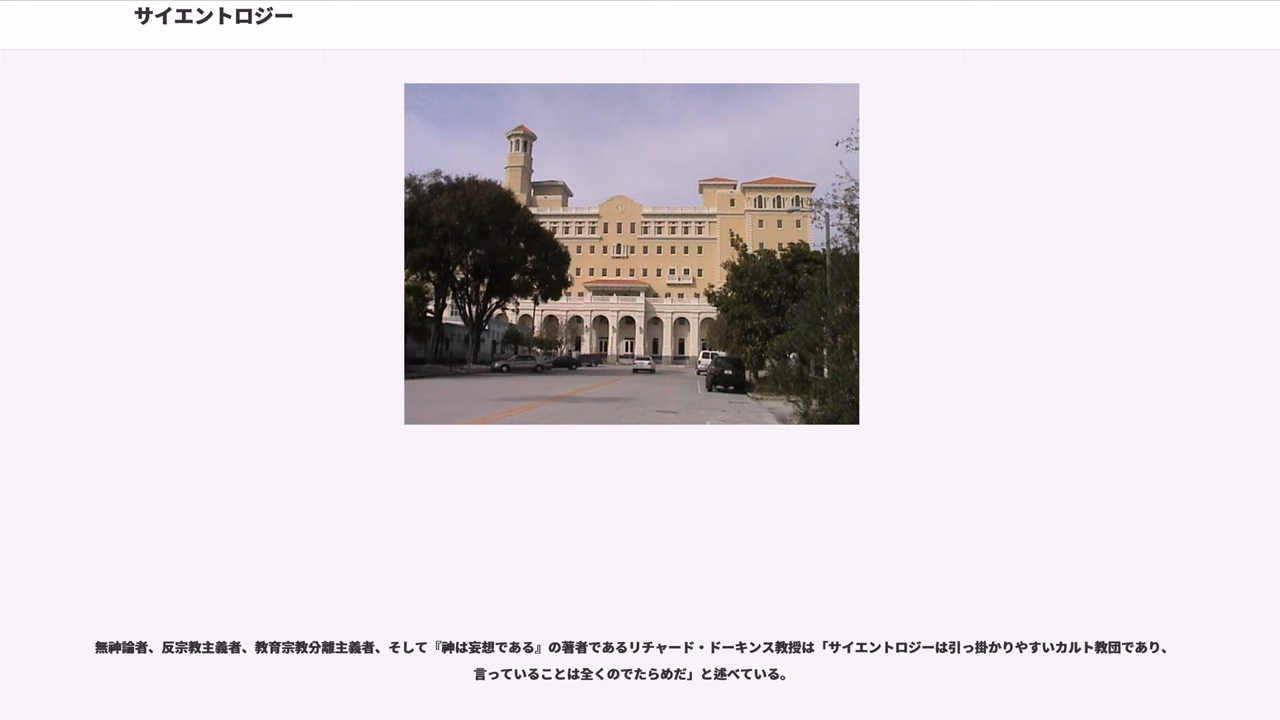 サイエントロジー
無神論者、反宗教主義者、教育宗教分離主義者、そして『神は妄想である』の著者であるリチャード・ドーキンス教授は「サイエントロジーは引っ掛かりやすいカルト教団であり、
言っていることは全くのでたらめだ」と述べている。